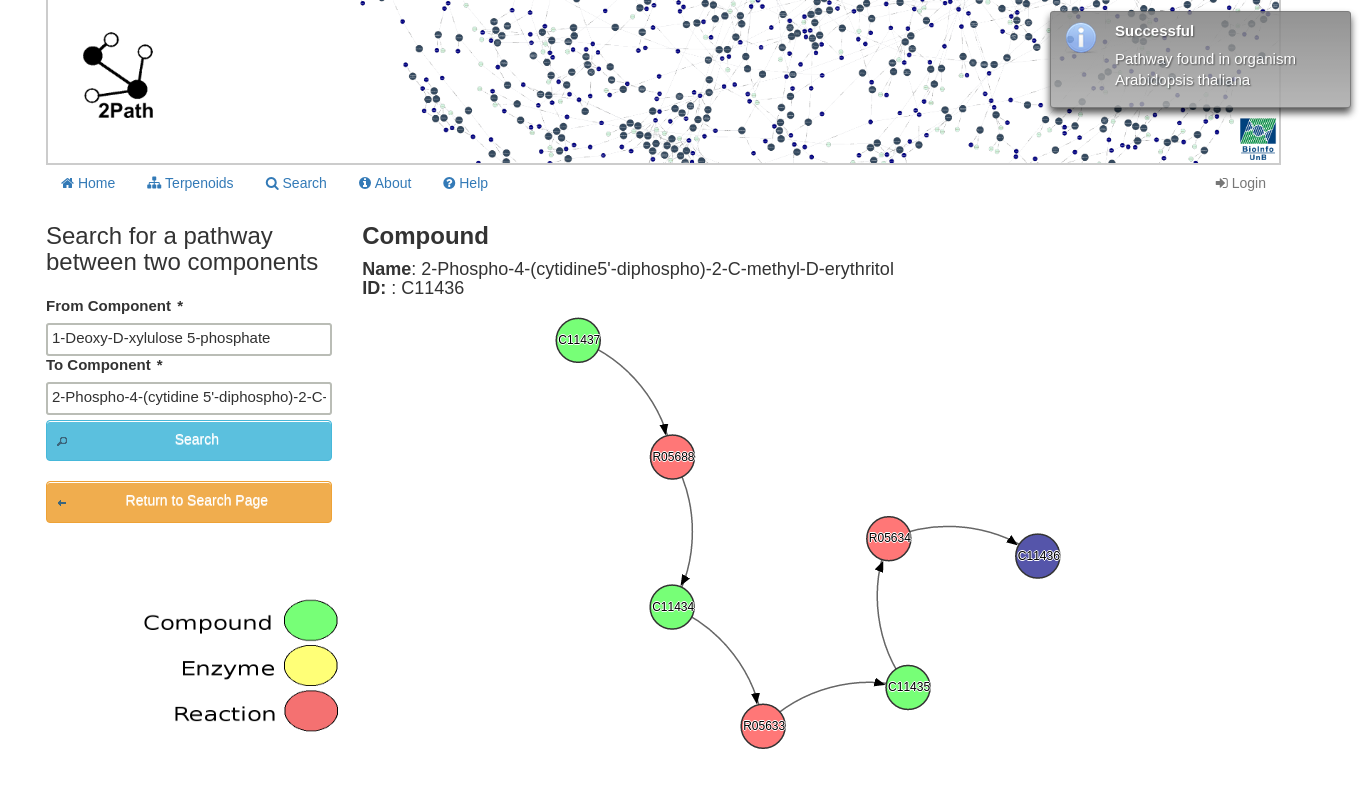 2Path
Successful
Pathway found in organism
Arabidopsis thaliana
BioInfo
UnB
Home
Terpenoids
Search
About
Help
Login
Search for a pathway
between two components
From Component *
1-Deoxy-D-xylulose 5-phosphate
To Component *
2-Phospho-4-(cytidine 5'-diphospho)-2-C-
Search
Return to Search Page
Compound
Enzyme
Reaction
Compound
Name: 2-Phospho-4-(cytidine5'-diphospho)-2-C-methyl-D-erythritol
ID: : C11436
C11437
R05688
C11434
R05633
C11435
R05634
C11436